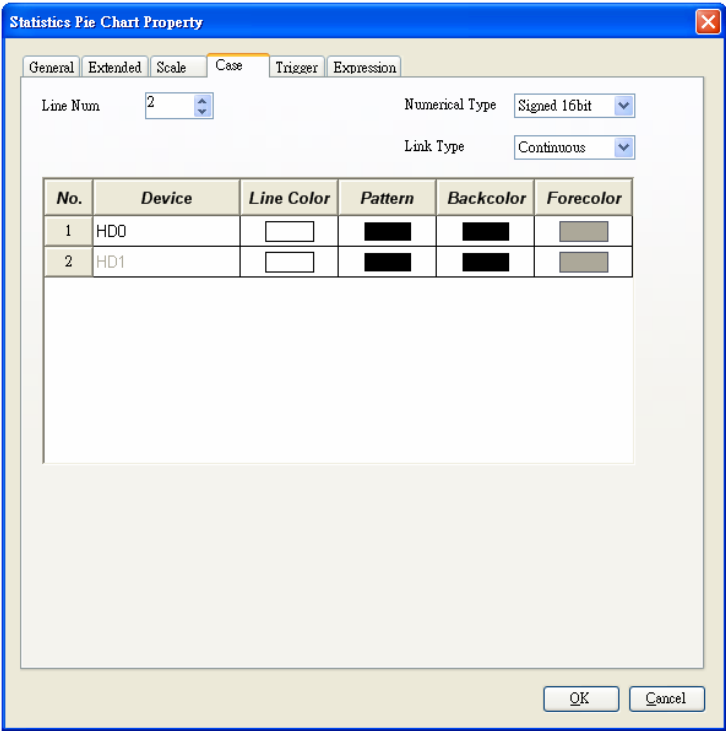 Statistics Pie Chart Property
General Extended Scale Case Trigger Expression
Line Num 2 Numerical Type Signed 16bit
Link Type Continuous
No. Device Line Color Pattern Backcolor Forecolor
1 HD0
2 HD1
OK Cancel